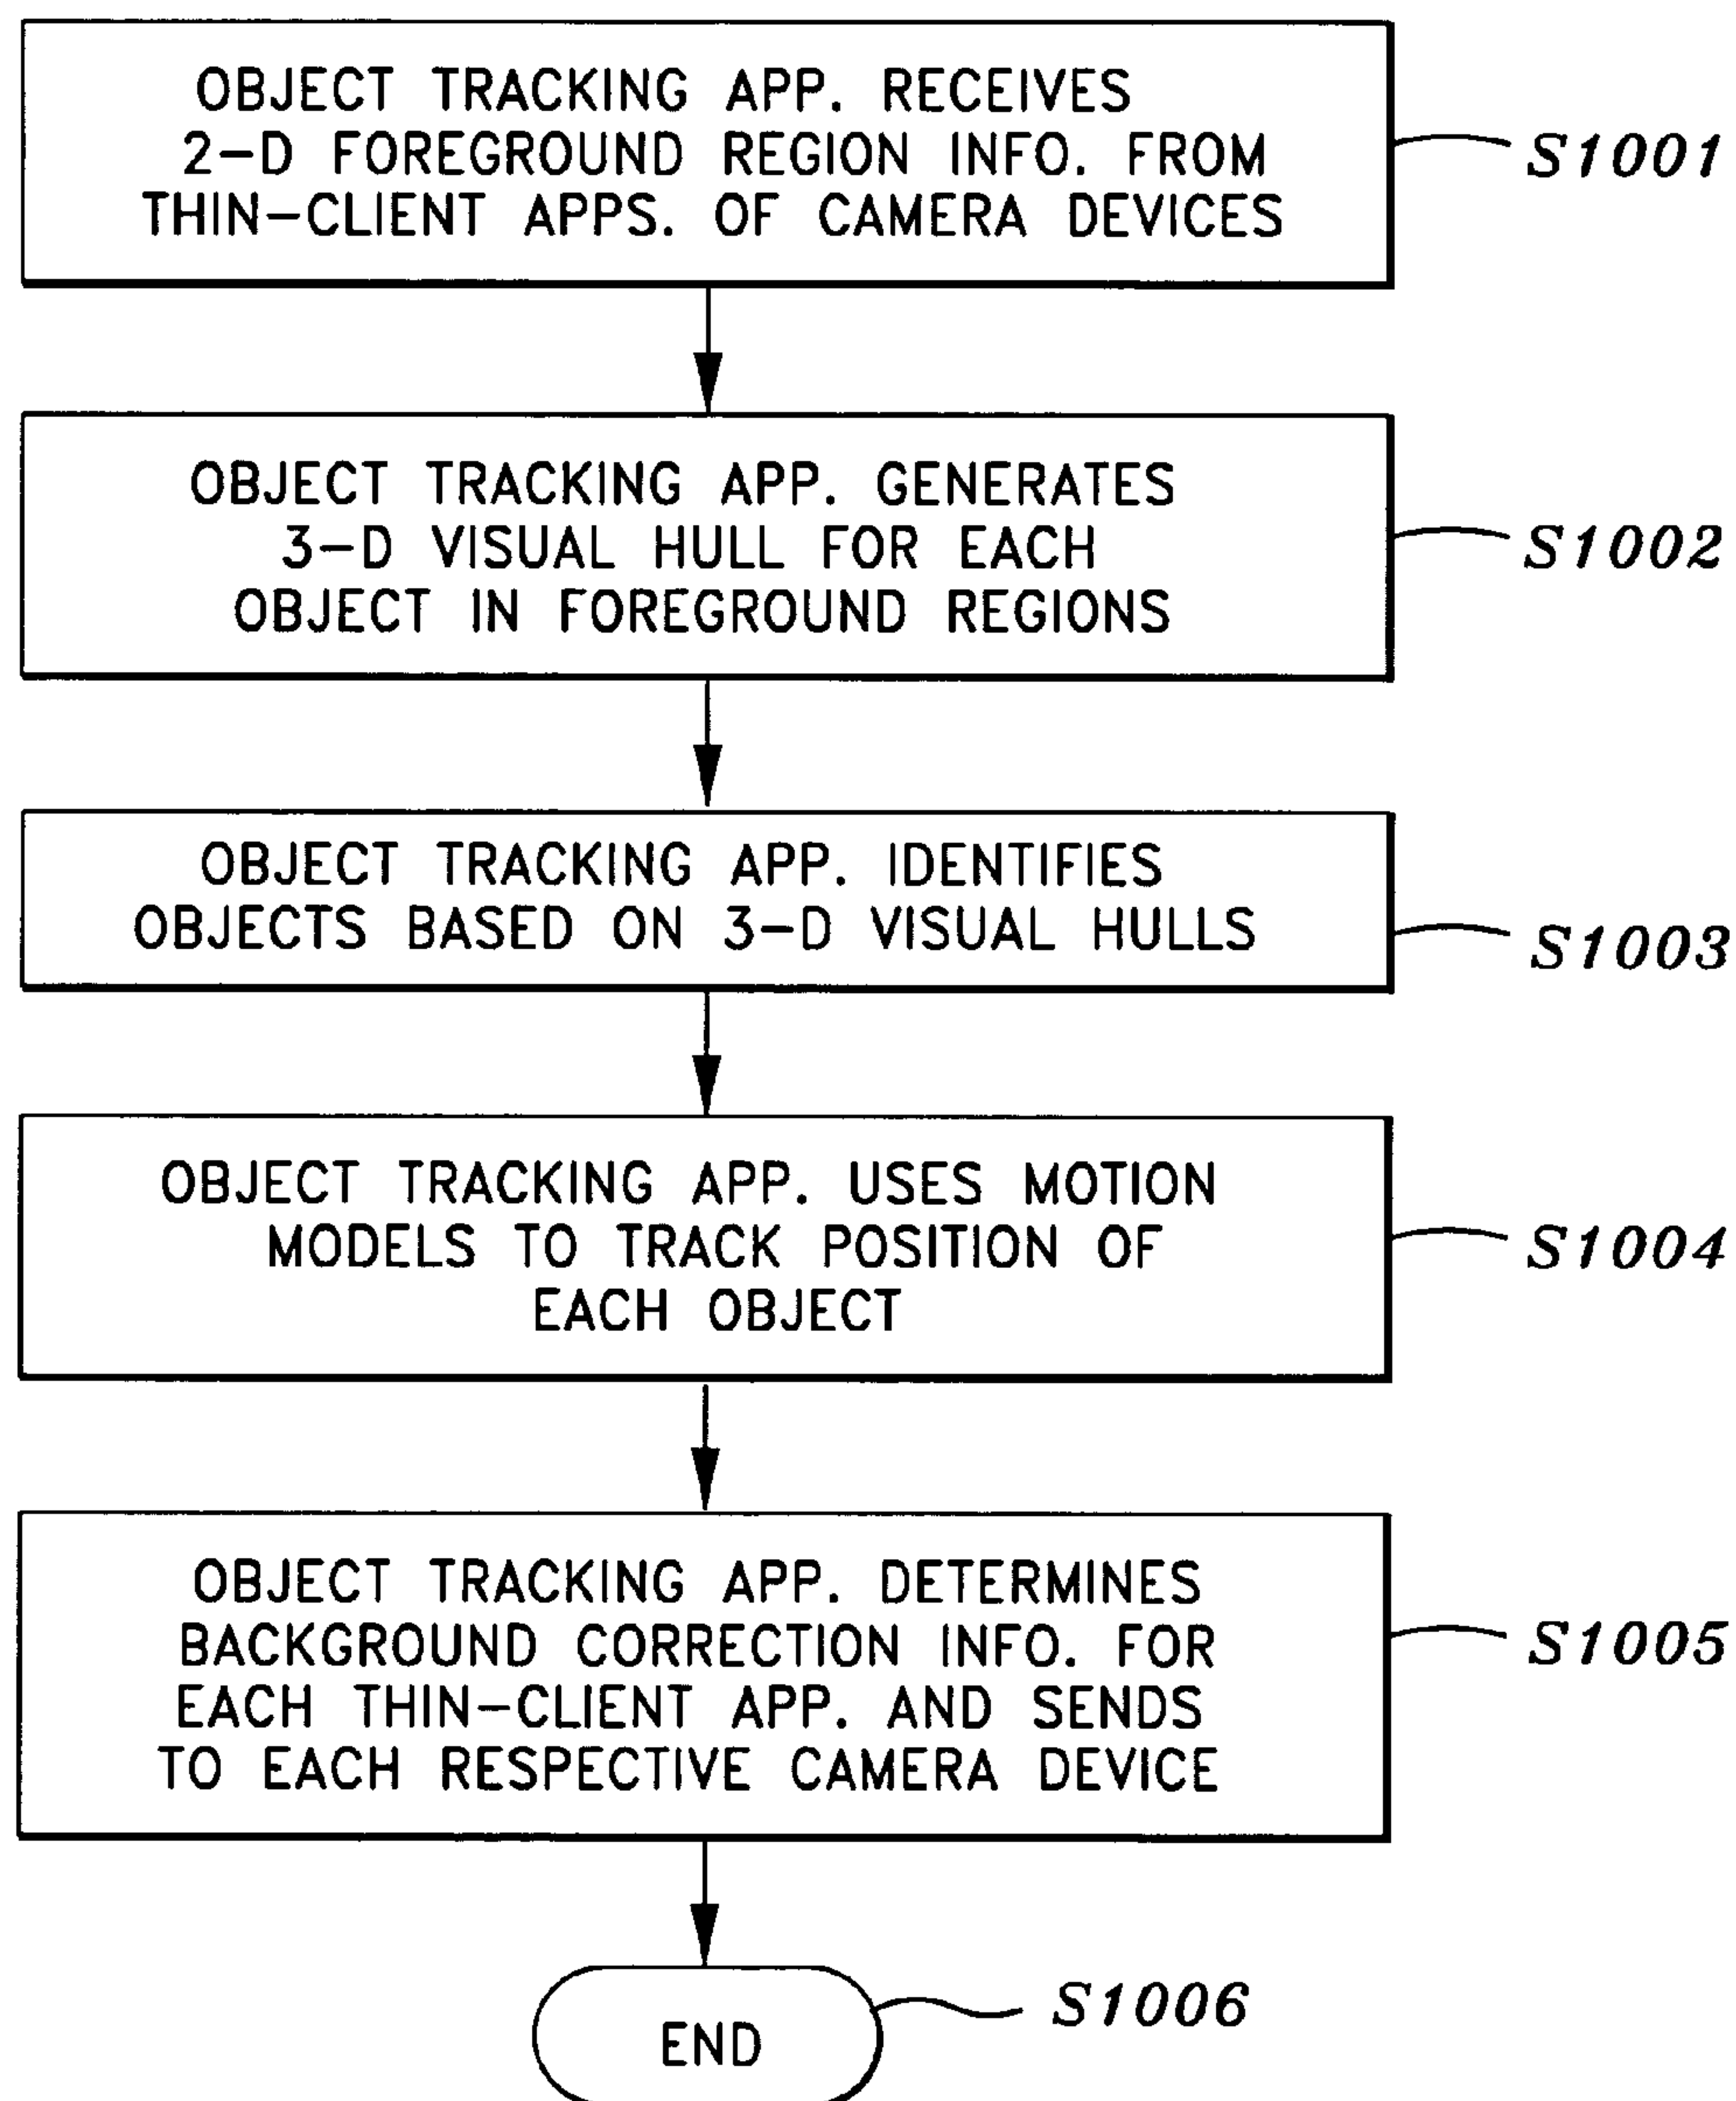 OBJECT TRACKING APP. RECEIVES
2-D FOREGROUND REGION INFO. FROM
THIN-CLIENT APPS. OF CAMERA DEVICES
S1001
OBJECT TRACKING APP. GENERATES
3-D VISUAL HULL FOR EACH
OBJECT IN FOREGROUND REGIONS
S1002
OBJECT TRACKING APP. IDENTIFIES
OBJECTS BASED ON 3-D VISUAL HULLS
S1003
OBJECT TRACKING APP. USES MOTION
MODELS TO TRACK POSITION OF
EACH OBJECT
S1004
OBJECT TRACKING APP. DETERMINES
BACKGROUND CORRECTION INFO. FOR
EACH THIN-CLIENT APP. AND SENDS
TO EACH RESPECTIVE CAMERA DEVICE
S1005
END
S1006